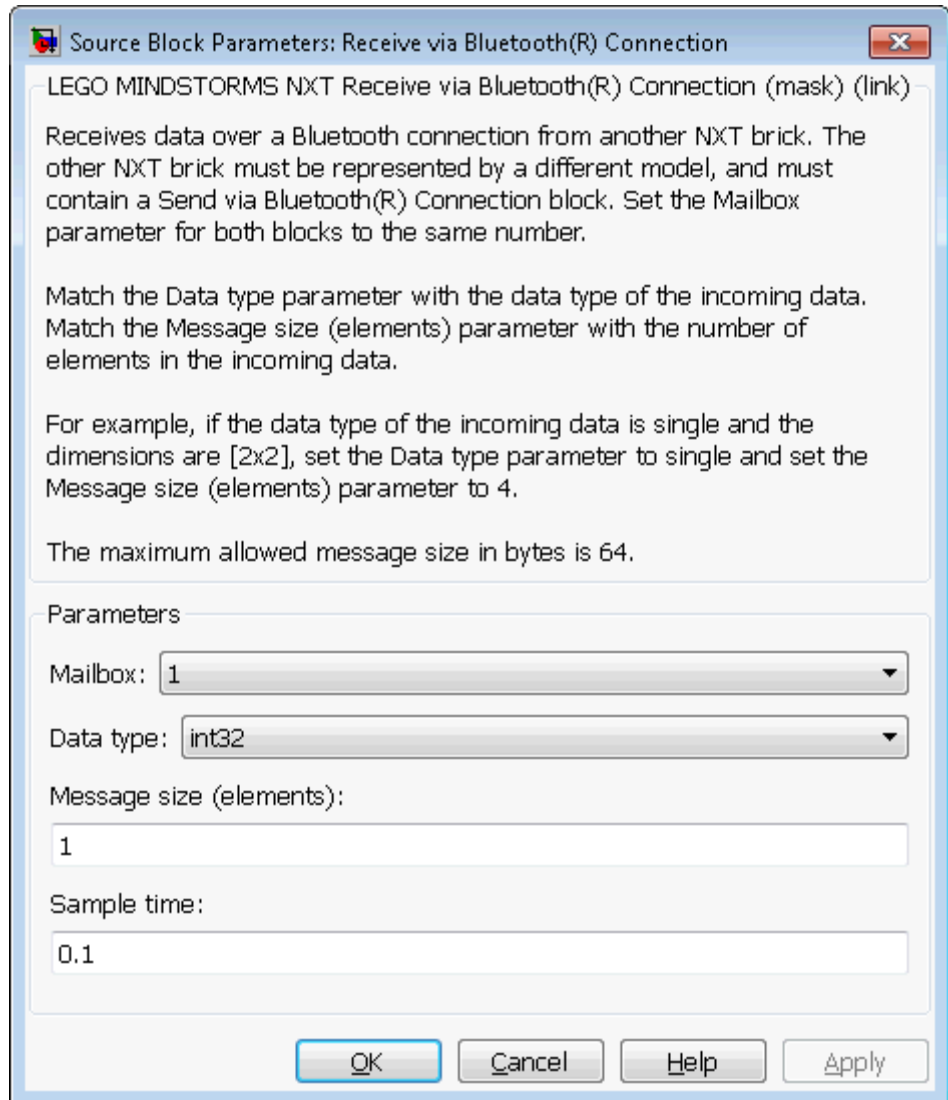 Source Block Parameters: Receive via Bluetooth(R) Connection
LEGO MINDSTORMS NXT Receive via Bluetooth(R) Connection (mask) (link)
Receives data over a Bluetooth connection from another NXT brick. The
other NXT brick must be represented by a different model, and must
contain a Send via Bluetooth(R) Connection block. Set the Mailbox
parameter for both blocks to the same number.
Match the Data type parameter with the data type of the incoming data.
Match the Message size (elements) parameter with the number of
elements in the incoming data.
For example, if the data type of the incoming data is single and the
dimensions are [2x2], set the Data type parameter to single and set the
Message size (elements) parameter to 4.
The maximum allowed message size in bytes is 64.
Parameters
Mailbox: 1
Data type: int32
Message size (elements):
1
Sample time:
0.1
OK Cancel Help Apply